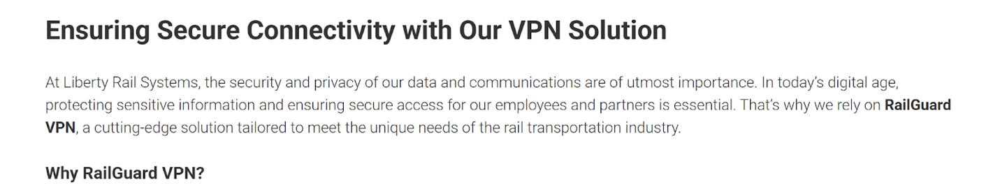 Ensuring Secure Connectivity with Our VPN Solution
At Liberty Rail Systems, the security and privacy of our data and communications are of utmost importance. In today’s digital age,
protecting sensitive information and ensuring secure access for our employees and partners is essential. That’s why we rely on RailGuard
VPN, a cutting-edge solution tailored to meet the unique needs of the rail transportation industry.
Why RailGuard VPN?